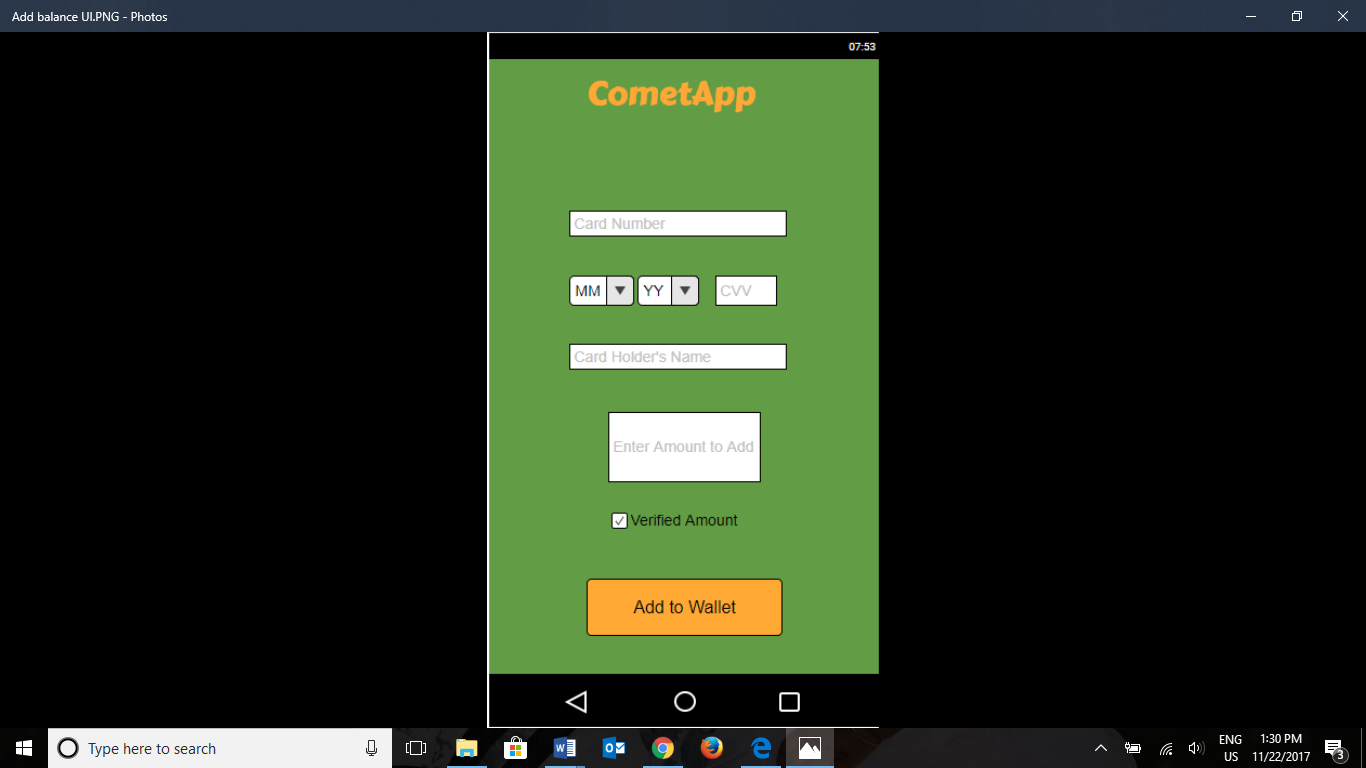 Add balance UI.PNG - Photos
07:53
CometApp
Card Number
MM YY CVV
Card Holder's Name
Enter Amount to Add
Verified Amount
Add to Wallet
Type here to search
ENG 1:30 PM
US 11/22/2017 3